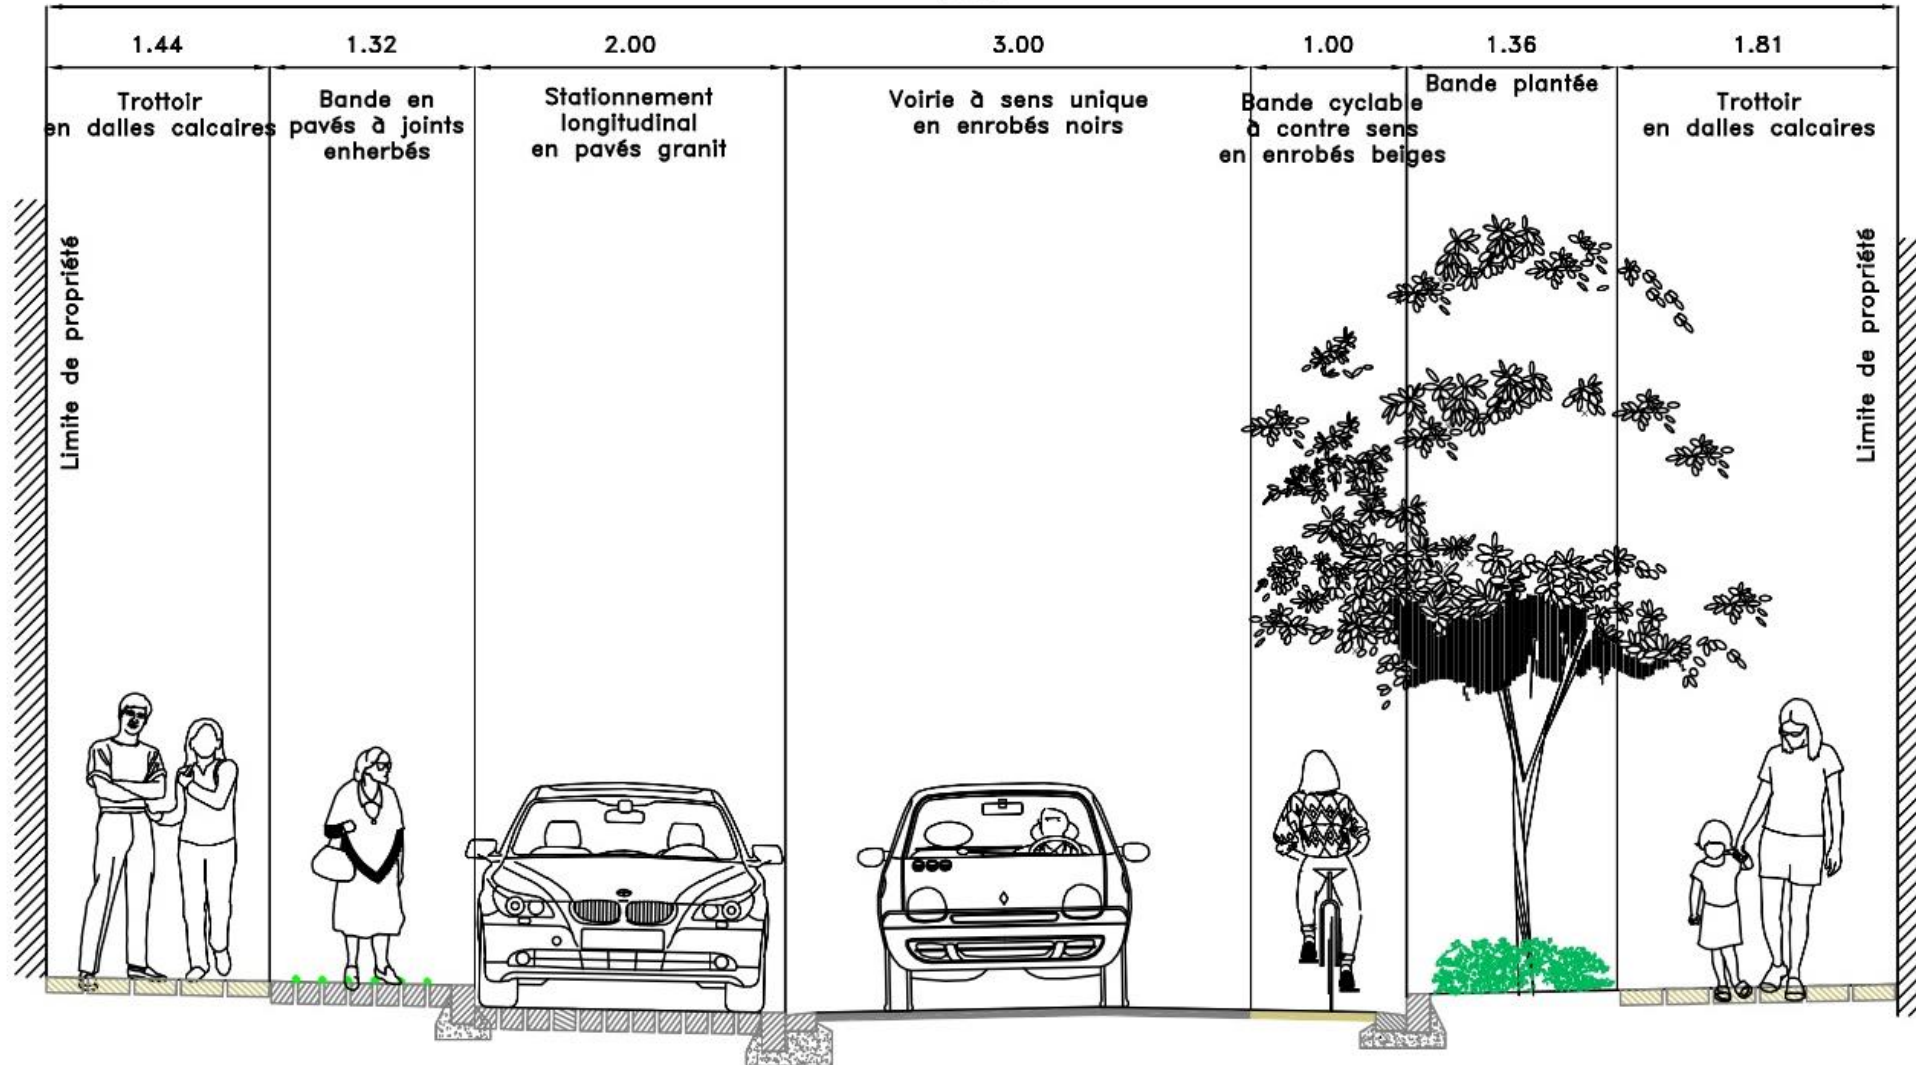 1.44
1.32
2.00
3.00
1.00
1.36
1.81
Trottoir
en dalles calcaires
Bande en
pavés à joints
enherbés
Stationnement
longitudinal
en pavés granit
Voirie à sens unique
en enrobés noirs
Bande cyclable
à contre sens
en enrobés beiges
Bande plantée
Trottoir
en dalles calcaires
Limite de propriété
Limite de propriété